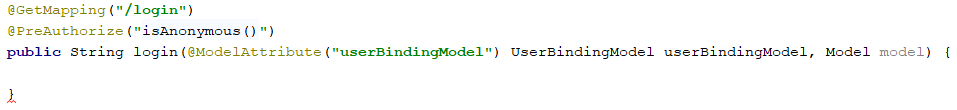 @GetMapping("/login")
@PreAuthorize("isAnonymous()")
public String login(@ModelAttribute("userBindingModel") UserBindingModel userBindingModel, Model model) {
}